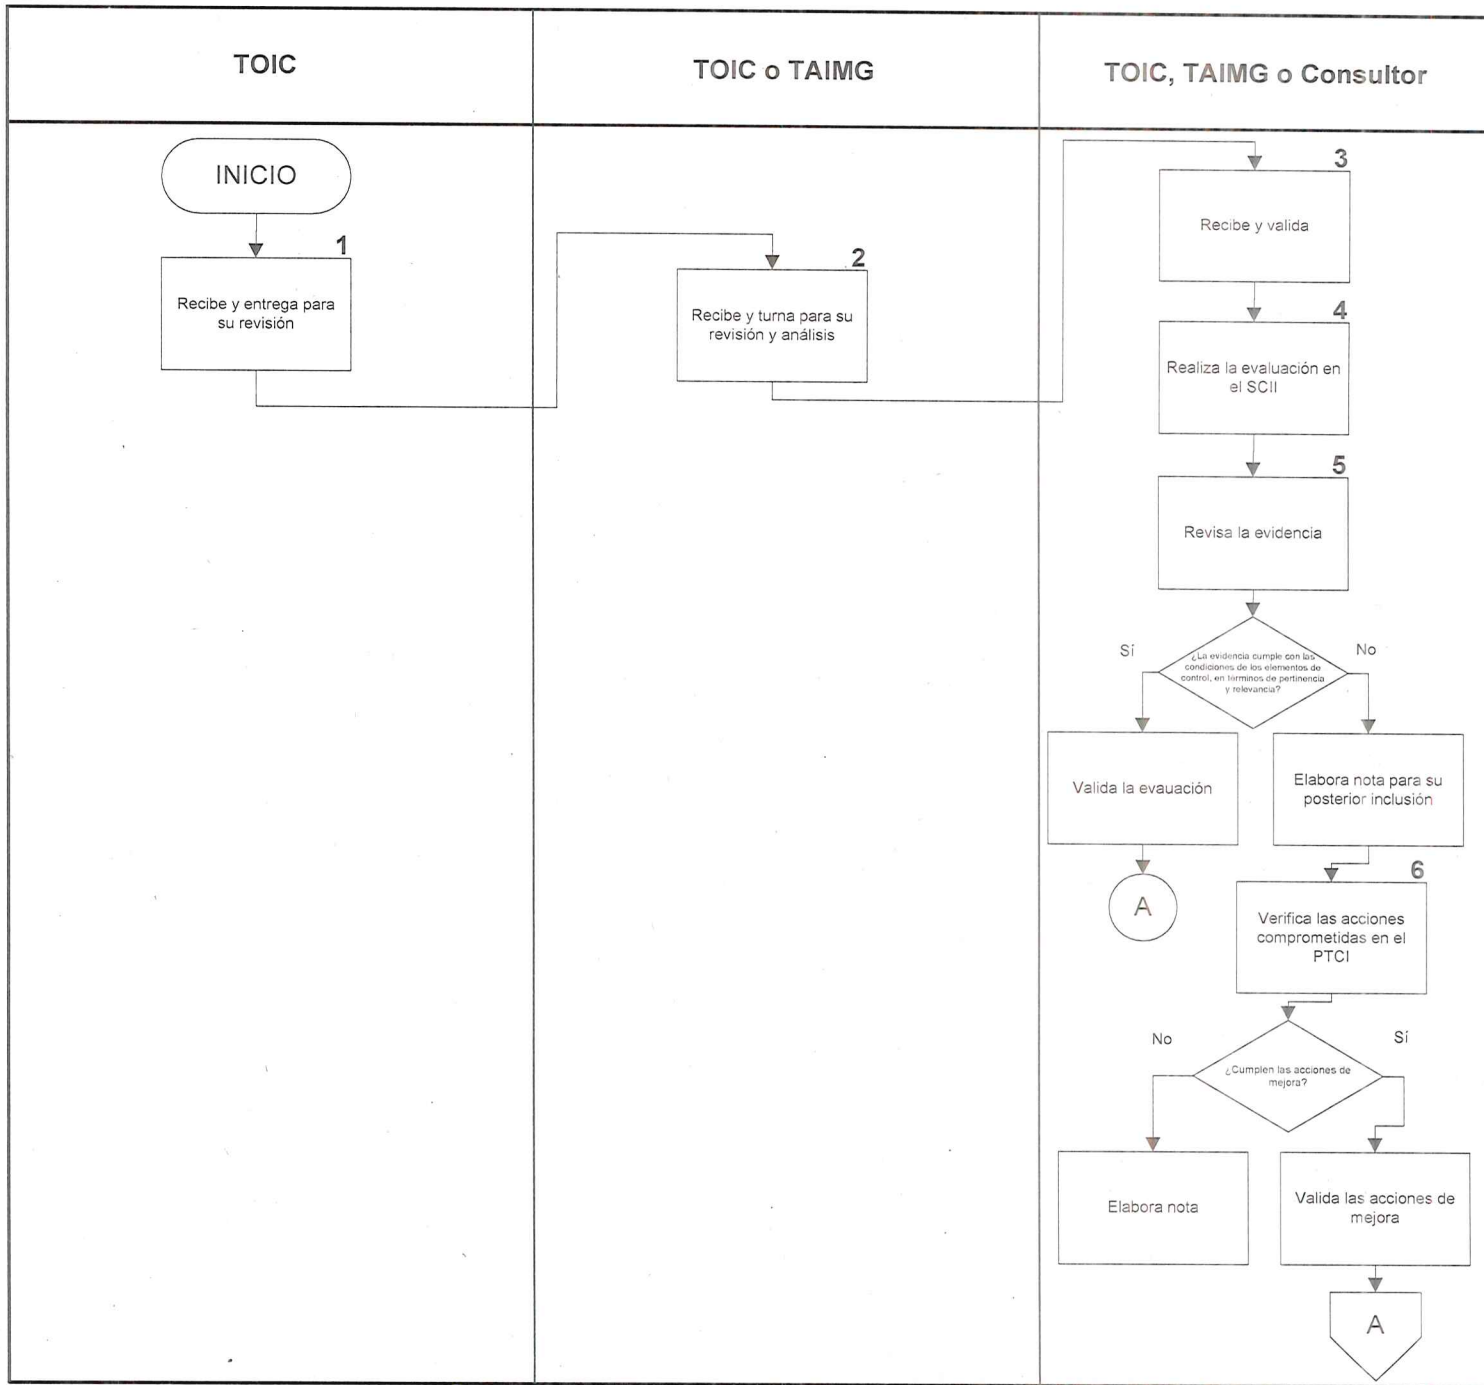 TOIC
TOIC o TAIMG
TOIC, TAIMG o Consultor
INICIO
1
Recibe y entrega para
su revisión
2
Recibe y turna para su
revisión y análisis
3
Recibe y valida
4
Realiza la evaluación en
el SCII
5
Revisa la evidencia
Sí
¿La evidencia cumple con las
condiciones de los elementos de
control, en términos de pertinencia
y relevancia?
No
Valida la evauación
Elabora nota para su
posterior inclusión
A
6
Verifica las acciones
comprometidas en el
PTCI
No
¿Cumplen las acciones de
mejora?
Sí
Elabora nota
Valida las acciones de
mejora
A